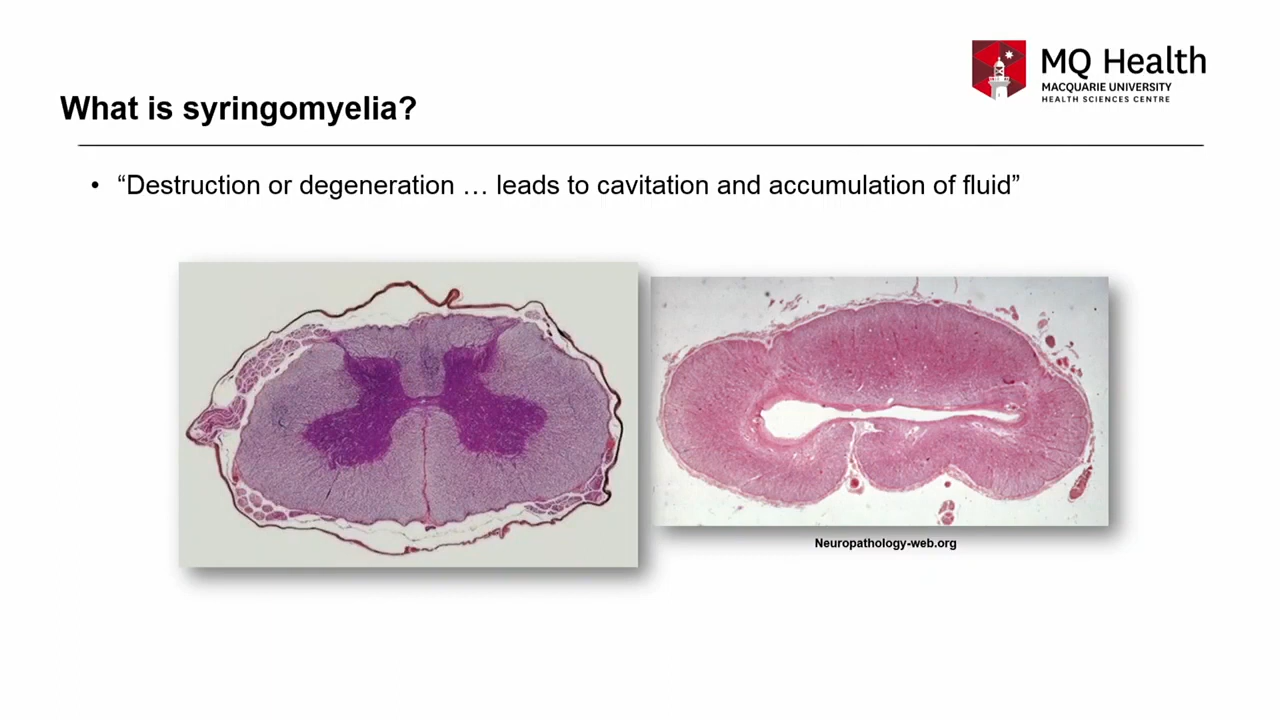 MQ Health
MACQUARIE UNIVERSITY
HEALTH SCIENCES CENTRE
What is syringomyelia?
• “Destruction or degeneration … leads to cavitation and accumulation of fluid”
Neuropathology-web.org